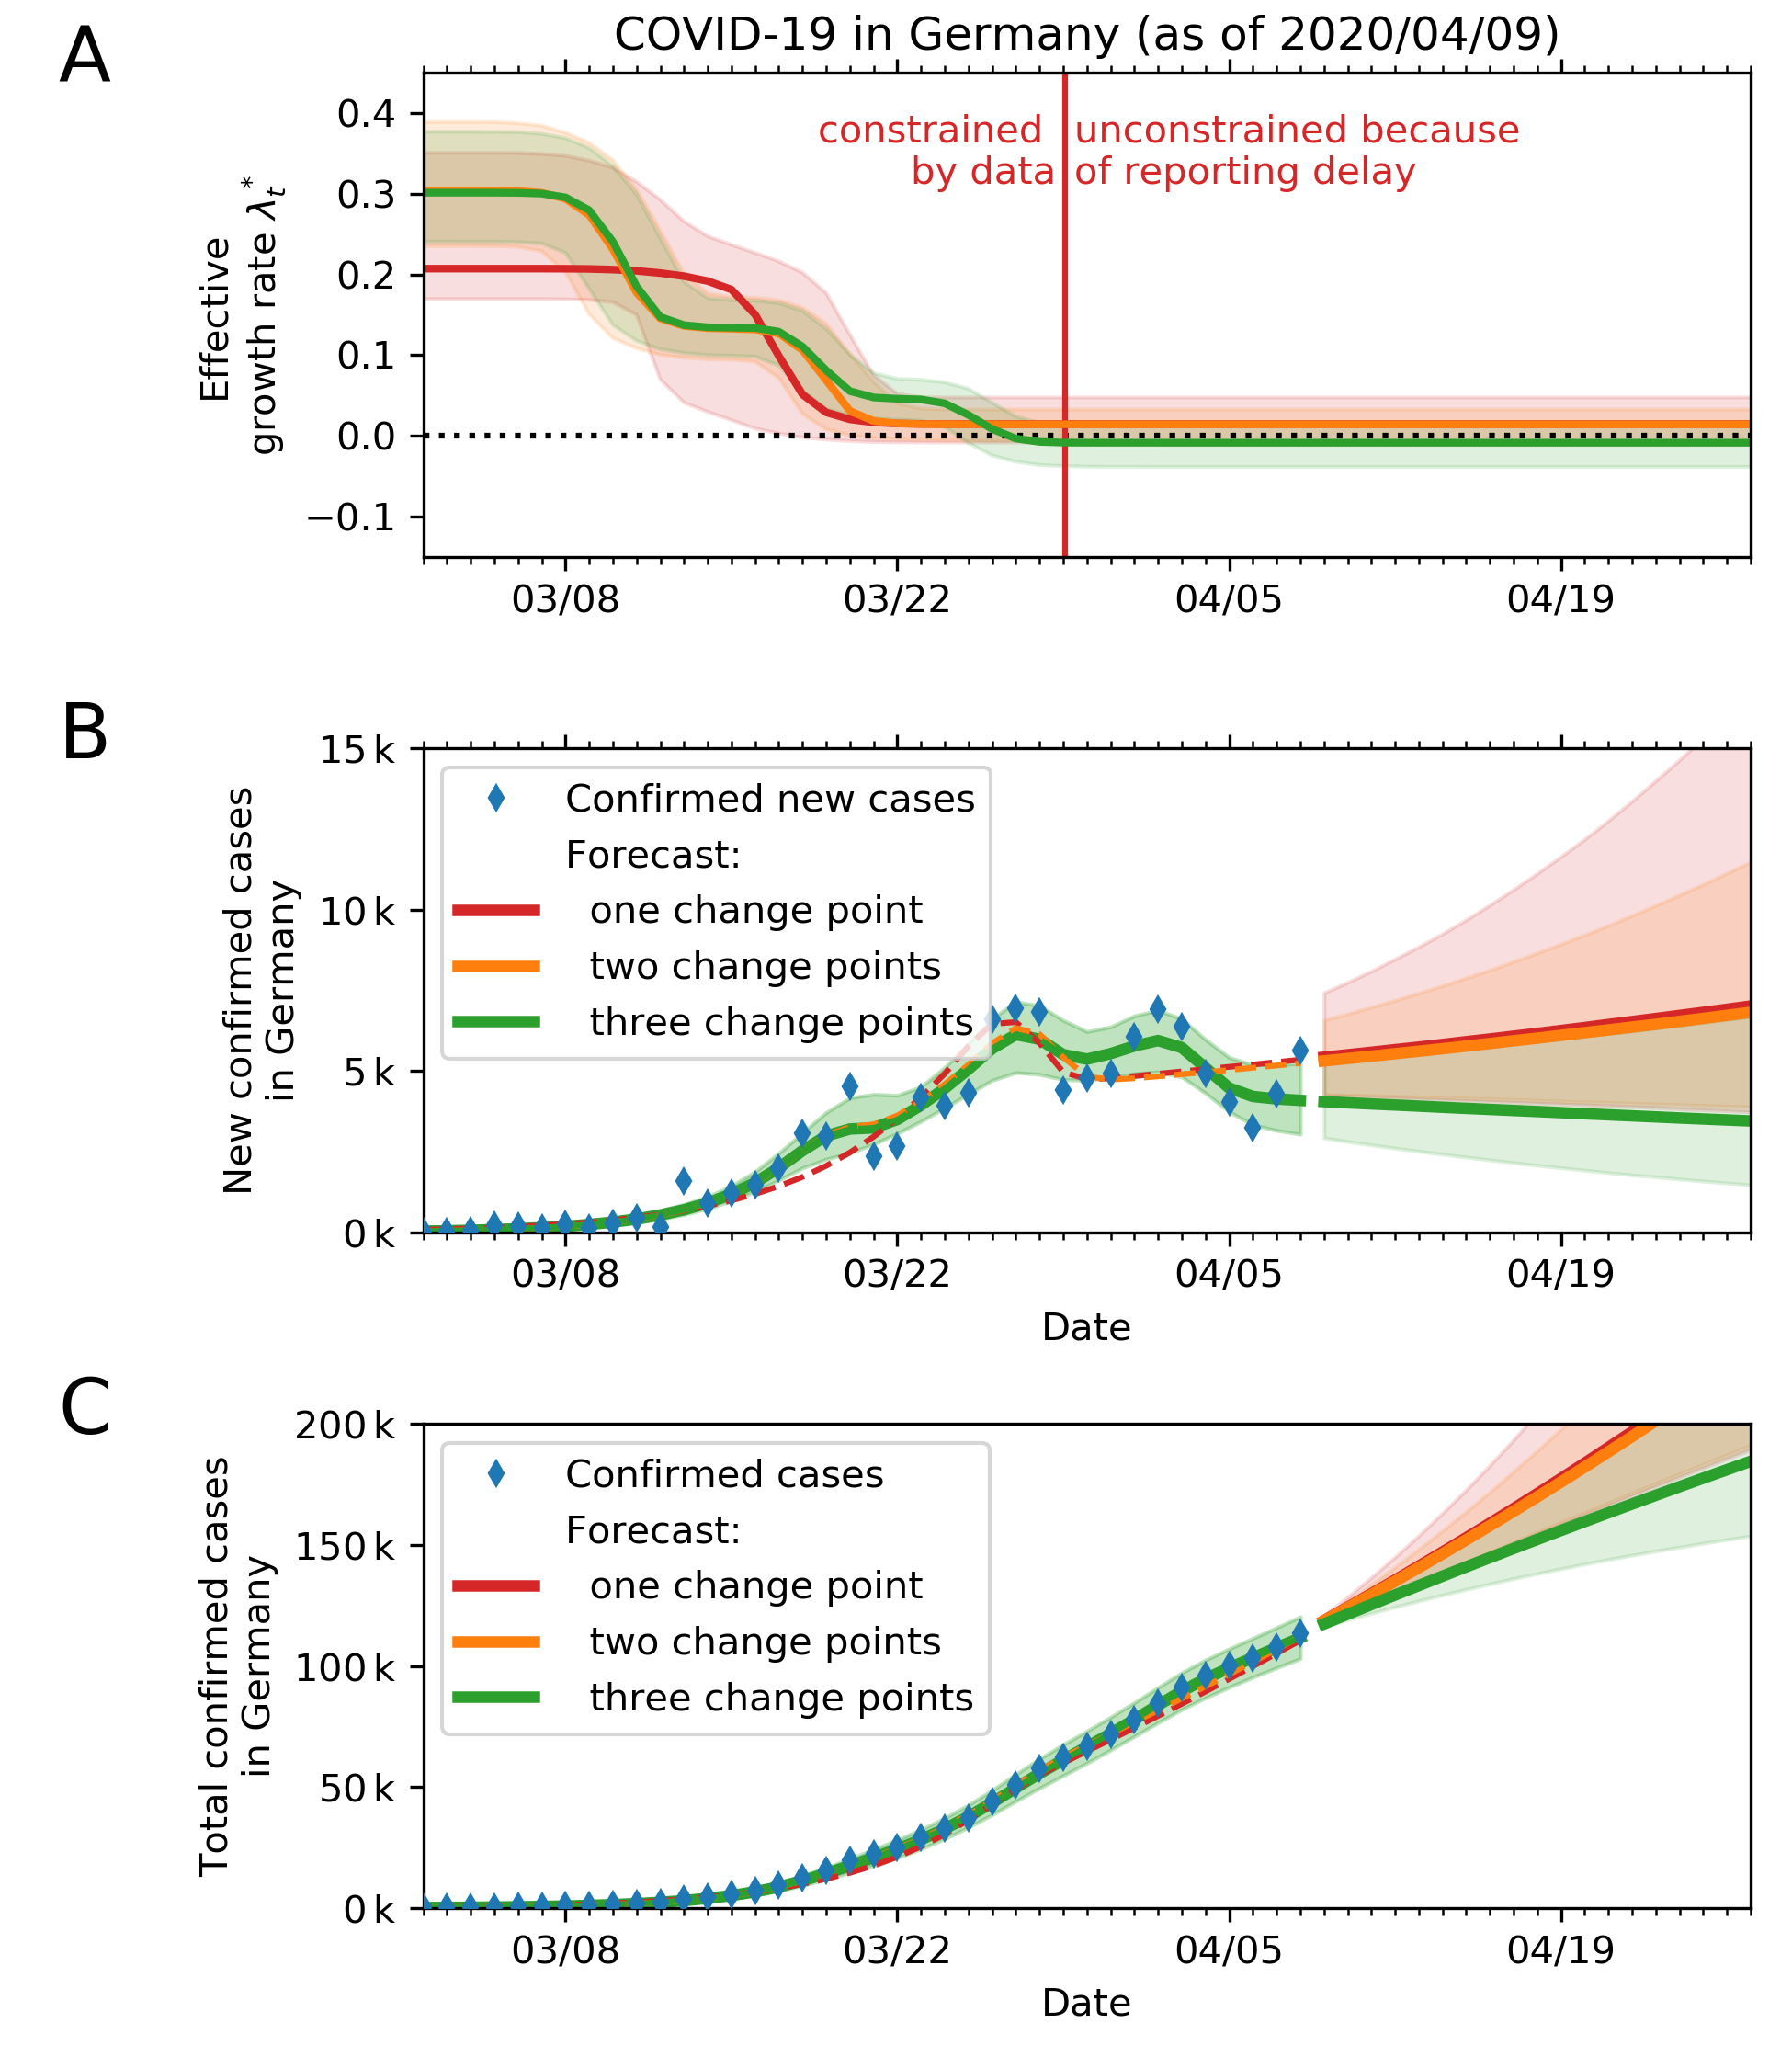 A
COVID-19 in Germany (as of 2020/04/09)
Effective
growth rate λ*t
0.4
0.3
0.2
0.1
0.0
−0.1
constrained
by data
unconstrained because
of reporting delay
03/08
03/22
04/05
04/19
B
New confirmed cases
in Germany
15 k
10 k
5 k
0 k
Confirmed new cases
Forecast:
one change point
two change points
three change points
03/08
03/22
04/05
04/19
Date
C
Total confirmed cases
in Germany
200 k
150 k
100 k
50 k
0 k
Confirmed cases
Forecast:
one change point
two change points
three change points
03/08
03/22
04/05
04/19
Date